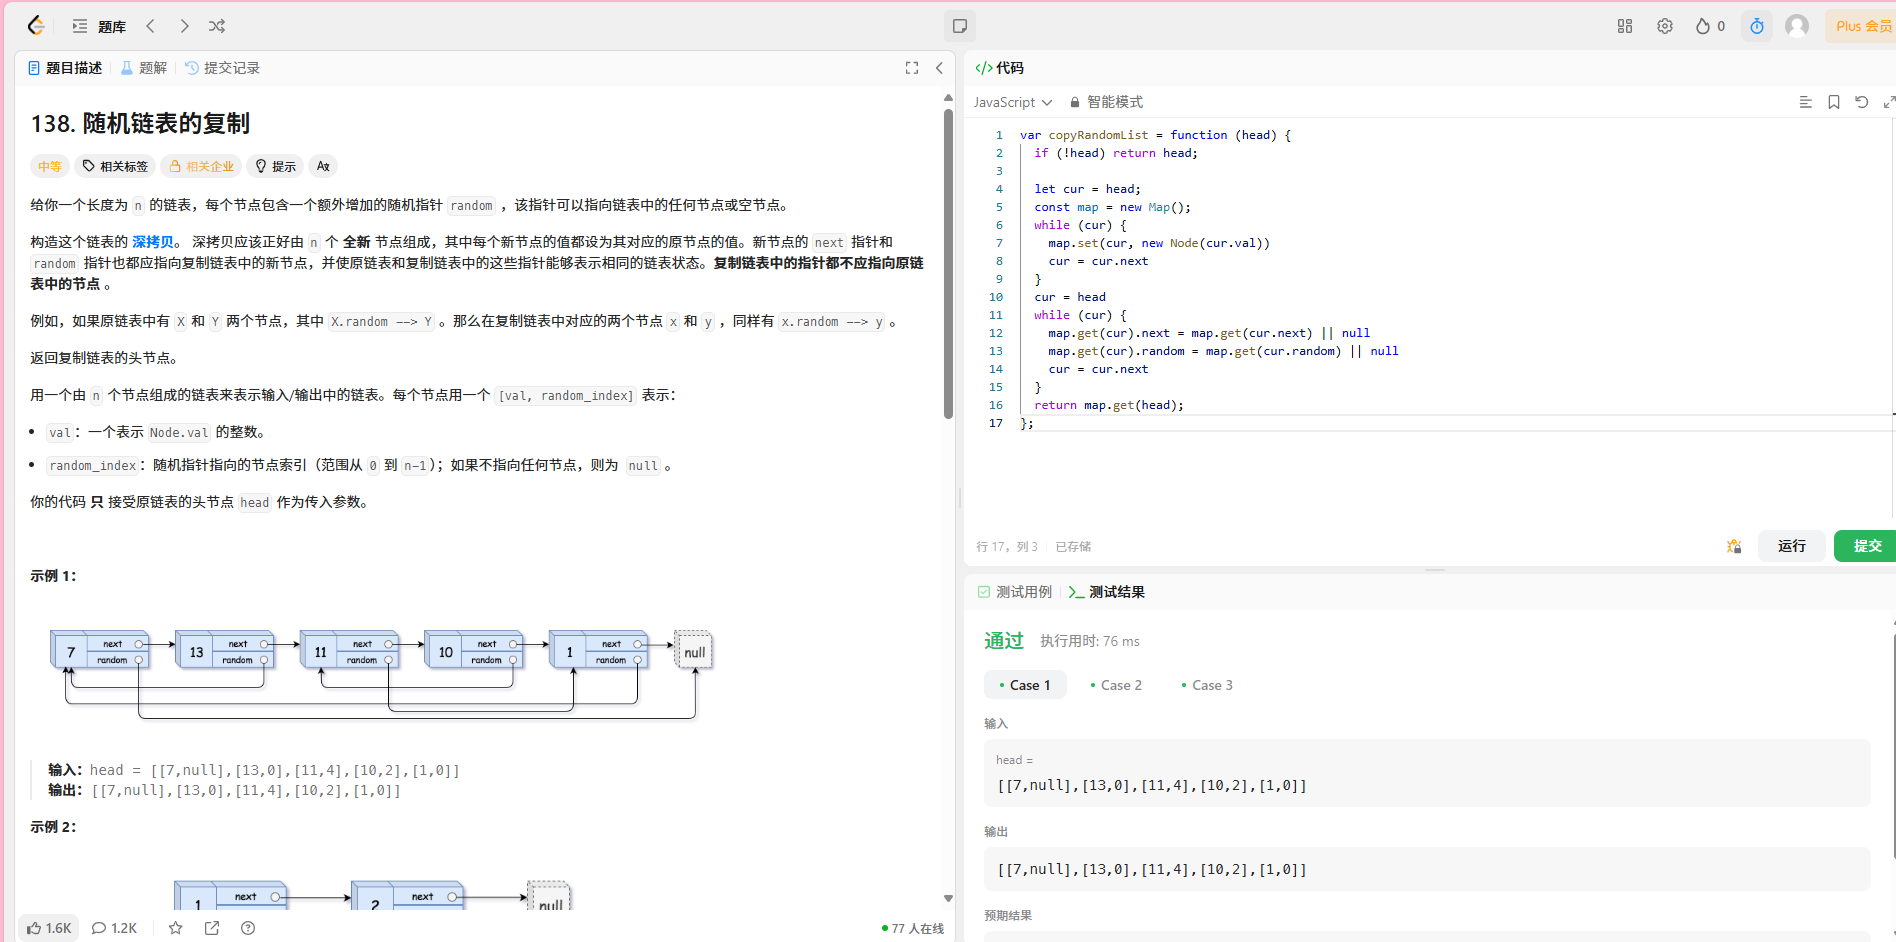 题库
0
Plus 会员
题目描述
题解
提交记录
138. 随机链表的复制
中等
相关标签
相关企业
提示
给你一个长度为 n 的链表，每个节点包含一个额外增加的随机指针 random ，该指针可以指向链表中的任何节点或空节点。
构造这个链表的 深拷贝。 深拷贝应该正好由 n 个 全新 节点组成，其中每个新节点的值都设为其对应的原节点的值。新节点的 next 指针和
random 指针也都应指向复制链表中的新节点，并使原链表和复制链表中的这些指针能够表示相同的链表状态。复制链表中的指针都不应指向原链
表中的节点 。
例如，如果原链表中有 X 和 Y 两个节点，其中 X.random --> Y 。那么在复制链表中对应的两个节点 x 和 y ，同样有 x.random --> y 。
返回复制链表的头节点。
用一个由 n 个节点组成的链表来表示输入/输出中的链表。每个节点用一个 [val, random_index] 表示：
val：一个表示 Node.val 的整数。
random_index：随机指针指向的节点索引（范围从 0 到 n-1）；如果不指向任何节点，则为 null 。
你的代码 只 接受原链表的头节点 head 作为传入参数。
示例 1：
7 next random
13 next random
11 next random
10 next random
1 next random
null
输入：head = [[7,null],[13,0],[11,4],[10,2],[1,0]]
输出：[[7,null],[13,0],[11,4],[10,2],[1,0]]
示例 2：
1 next
2 next
null
1.6K
1.2K
77 人在线
代码
JavaScript
智能模式
1 var copyRandomList = function (head) {
2 if (!head) return head;
3
4 let cur = head;
5 const map = new Map();
6 while (cur) {
7 map.set(cur, new Node(cur.val))
8 cur = cur.next
9 }
10 cur = head
11 while (cur) {
12 map.get(cur).next = map.get(cur.next) || null
13 map.get(cur).random = map.get(cur.random) || null
14 cur = cur.next
15 }
16 return map.get(head);
17 };
行 17，列 3
已存储
运行
提交
测试用例
测试结果
通过
执行用时: 76 ms
Case 1
Case 2
Case 3
输入
head =
[[7,null],[13,0],[11,4],[10,2],[1,0]]
输出
[[7,null],[13,0],[11,4],[10,2],[1,0]]
预期结果